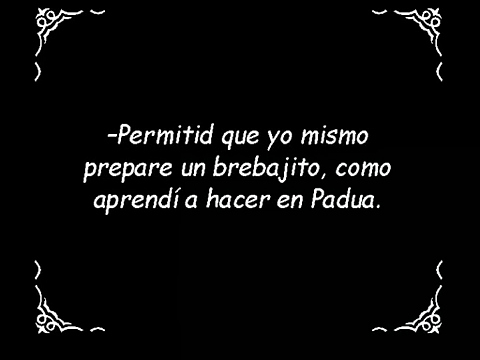 –Permitid que yo mismo
prepare un brebajito, como
aprendí a hacer en Padua.